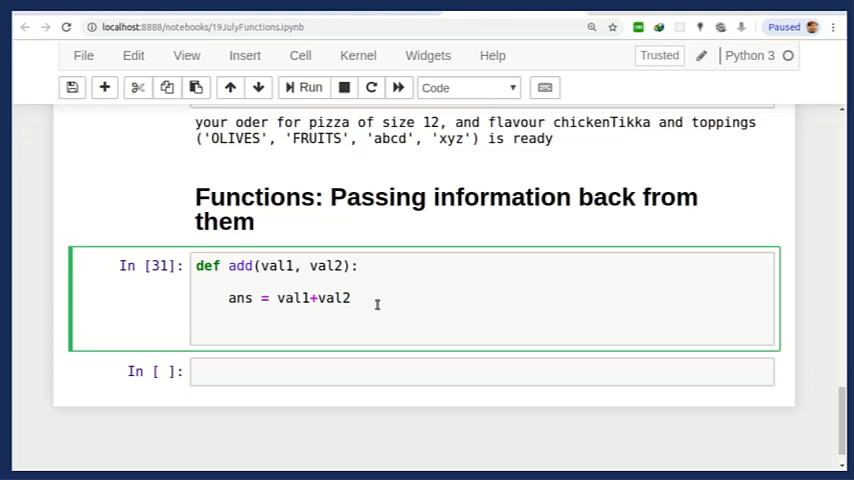 localhost:8888/notebooks/19JulyFunctions.ipynb
Paused
File Edit View Insert Cell Kernel Widgets Help
Trusted Python 3
Run Code
your oder for pizza of size 12, and flavour chickenTikka and toppings
('OLIVES', 'FRUITS', 'abcd', 'xyz') is ready
Functions: Passing information back from
them
In [31]: def add(val1, val2):
ans = val1+val2
In [ ]: